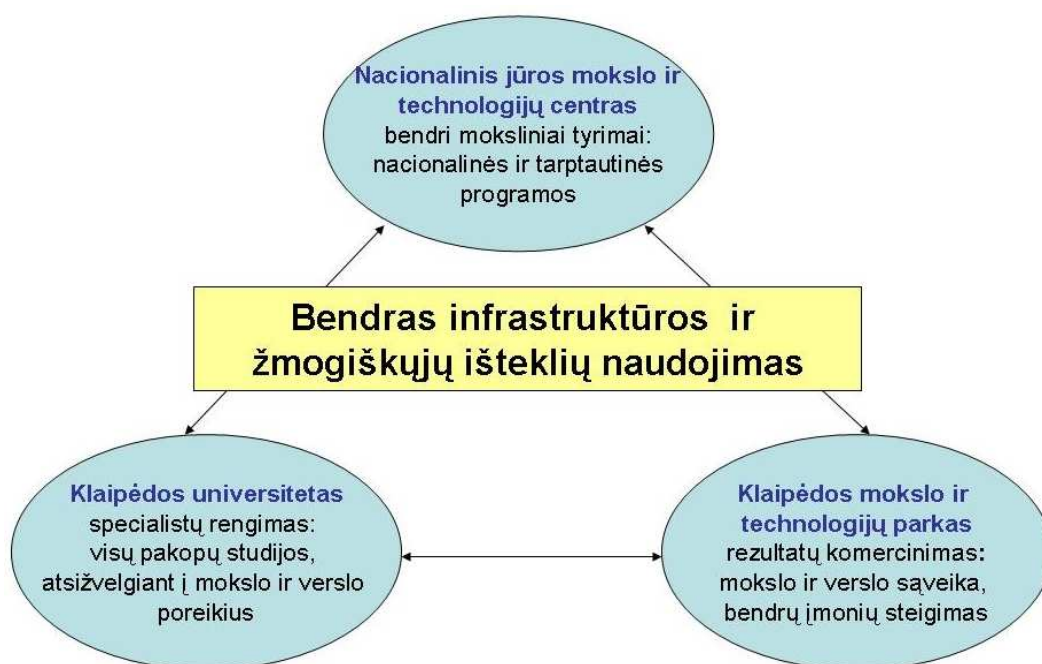 Nacionalinis jūros mokslo ir
technologijų centras
bendri moksliniai tyrimai:
nacionalinės ir tarptautinės
programos
Bendras infrastruktūros ir
žmogiškųjų išteklių naudojimas
Klaipėdos universitetas
specialistų rengimas:
visų pakopų studijos,
atsižvelgiant į mokslo ir verslo
poreikius
Klaipėdos mokslo ir
technologijų parkas
rezultatų komercinimas:
mokslo ir verslo sąveika,
bendrų įmonių steigimas